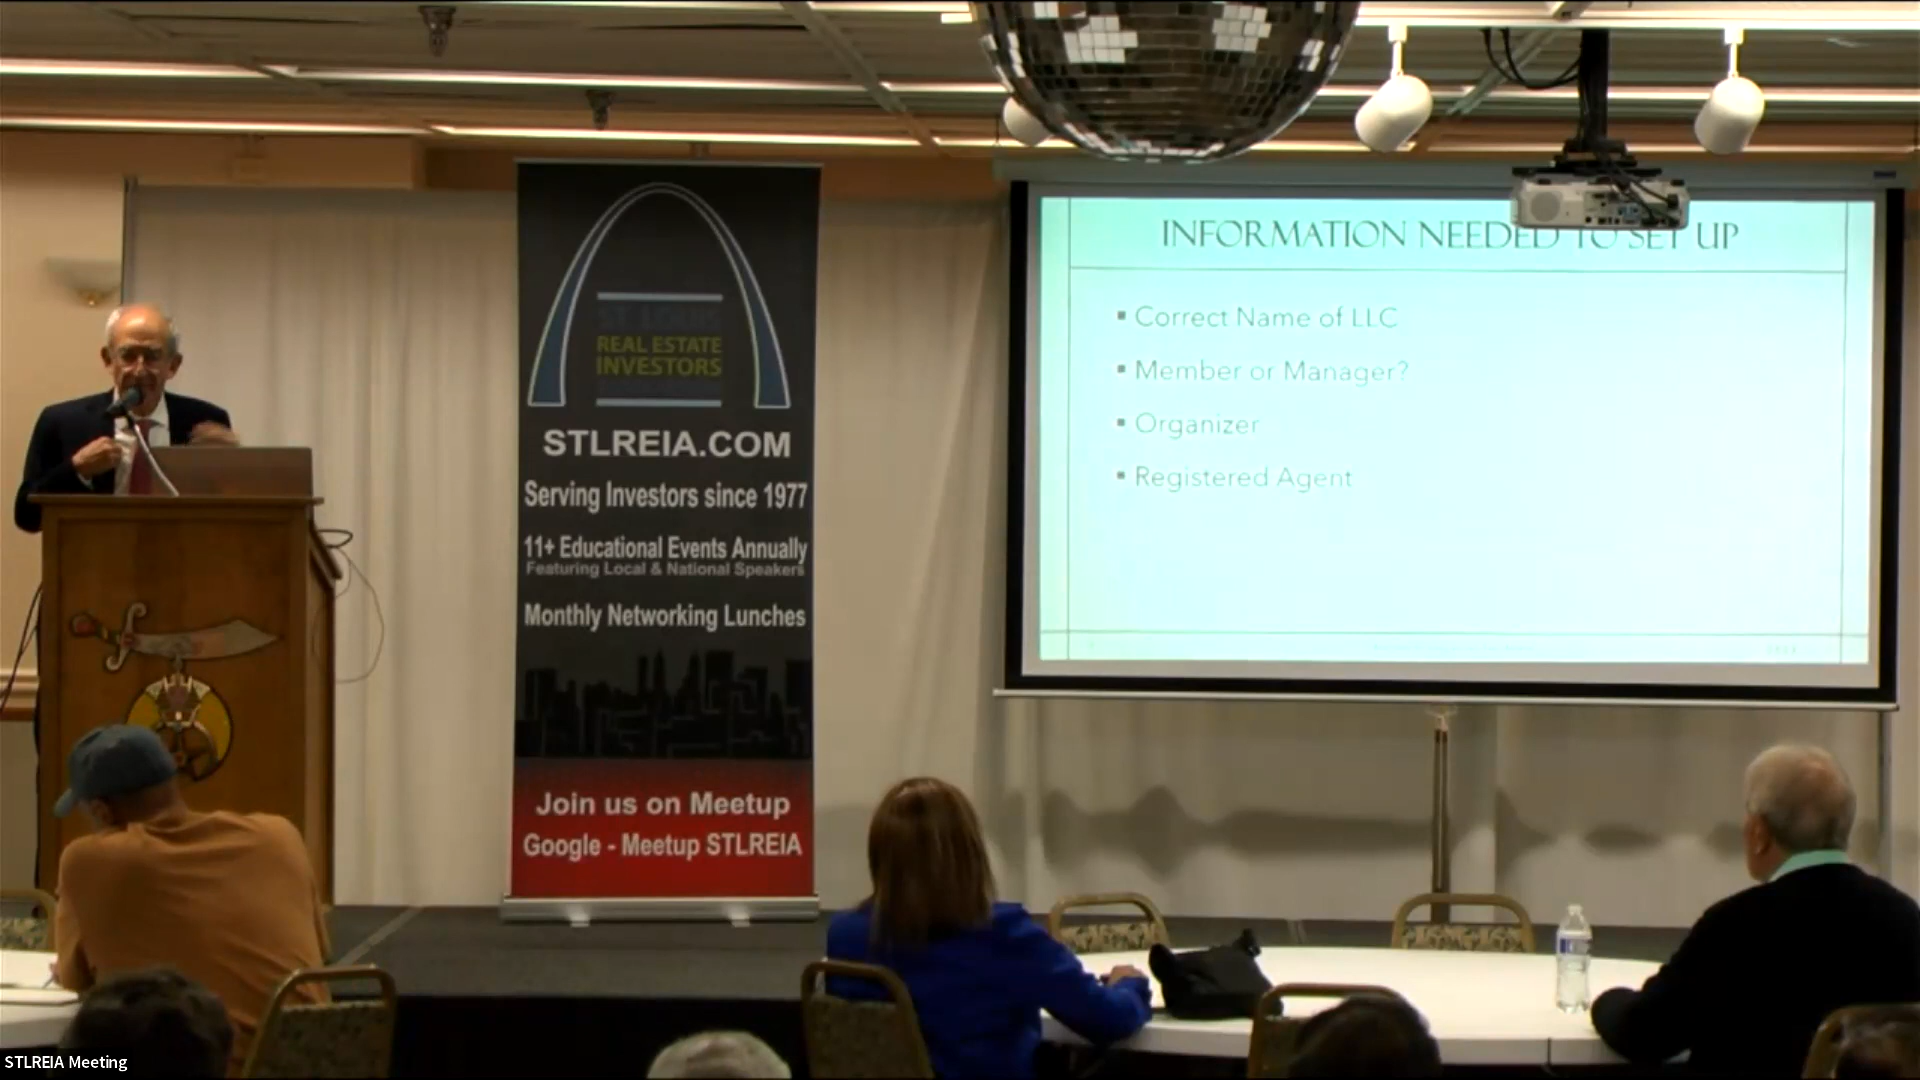 ST LOUIS
REAL ESTATE
INVESTORS
STLREIA.COM
Serving Investors since 1977
11+ Educational Events Annually
Featuring Local & National Speakers
Monthly Networking Lunches
Join us on Meetup
Google - Meetup STLREIA
INFORMATION NEEDED TO SET UP
▪ Correct Name of LLC
▪ Member or Manager?
▪ Organizer
▪ Registered Agent
STLREIA Meeting